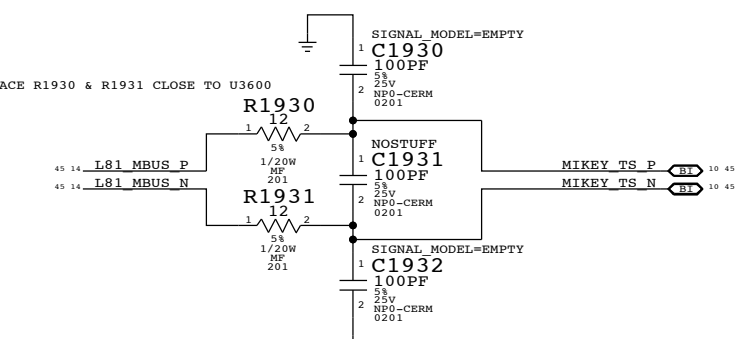 SIGNAL_MODEL=EMPTY
1 C1930
100PF
5%
25V
2 NP0-CERM
0201
ACE R1930 & R1931 CLOSE TO U3600
R1930
12
1 2
5%
1/20W
MF
201
NOSTUFF
1 C1931
100PF
5%
25V
2 NP0-CERM
0201
45 14 L81_MBUS_P
45 14 L81_MBUS_N
MIKEY_TS_P BI 10 45
MIKEY_TS_N BI 10 45
R1931
12
1 2
5%
1/20W
MF
201
SIGNAL_MODEL=EMPTY
1 C1932
100PF
5%
25V
2 NP0-CERM
0201